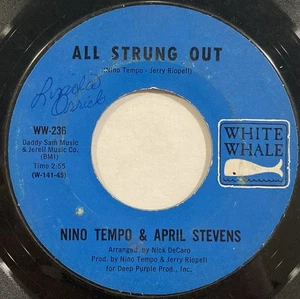 ALL STRUNG OUT
(Nino Tempo - Jerry Riopell)
WW-236
Daddy Sam Music
& Jerell Music Co.
(BMI)
Time 2:55
(W-141-45)
WHITE
WHALE
NINO TEMPO & APRIL STEVENS
Arranged by Nick DeCaro
Prod. by Nino Tempo & Jerry Riopell
for Deep Purple Prod., Inc.